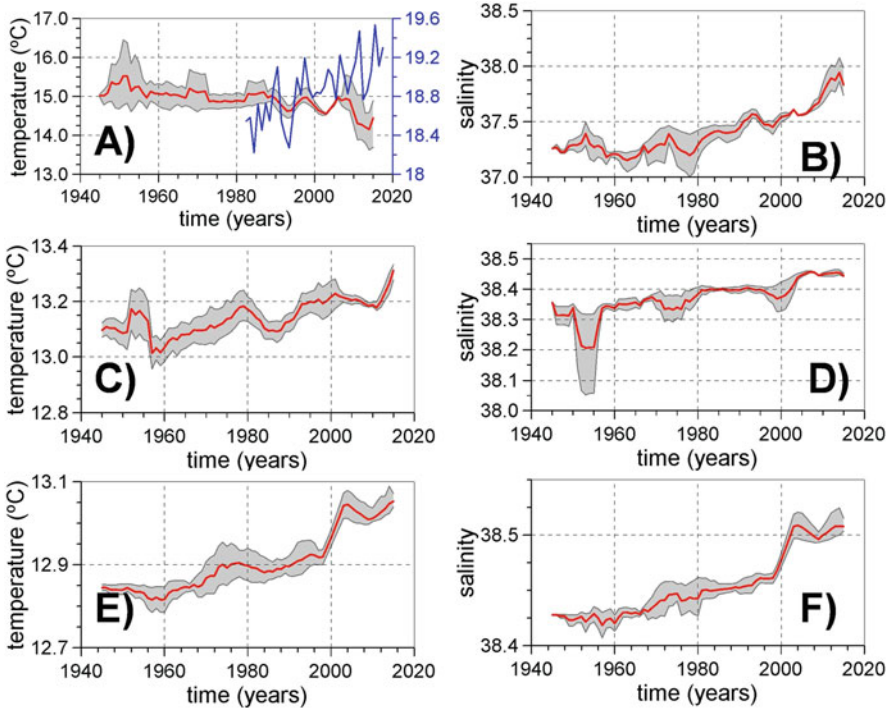 temperature (ºC)
17.0
16.0
15.0
14.0
13.0
19.6
19.2
18.8
18.4
18
A)
1940 1960 1980 2000 2020
time (years)
salinity
38.5
38.0
37.5
37.0
B)
1940 1960 1980 2000 2020
time (years)
temperature (ºC)
13.4
13.2
13.0
12.8
C)
1940 1960 1980 2000 2020
time (years)
salinity
38.5
38.4
38.3
38.2
38.1
38.0
D)
1940 1960 1980 2000 2020
time (years)
temperature (ºC)
13.1
12.9
12.7
E)
1940 1960 1980 2000 2020
time (years)
salinity
38.5
38.4
F)
1940 1960 1980 2000 2020
time (years)